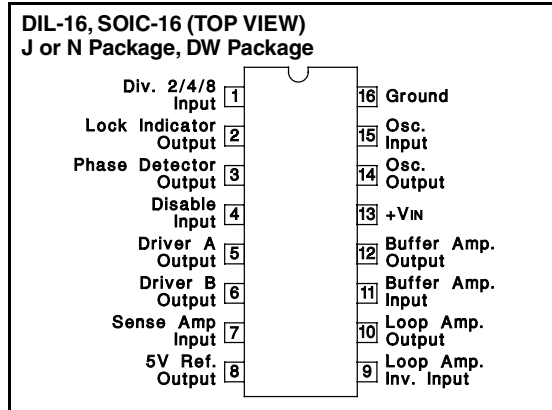 DIL-16, SOIC-16 (TOP VIEW)
J or N Package, DW Package
Div. 2/4/8
Input 1
Lock Indicator
Output 2
Phase Detector
Output 3
Disable
Input 4
Driver A
Output 5
Driver B
Output 6
Sense Amp
Input 7
5V Ref.
Output 8
16 Ground
15 Osc.
Input
14 Osc.
Output
13 +VIN
12 Buffer Amp.
Output
11 Buffer Amp.
Input
10 Loop Amp.
Output
9 Loop Amp.
Inv. Input